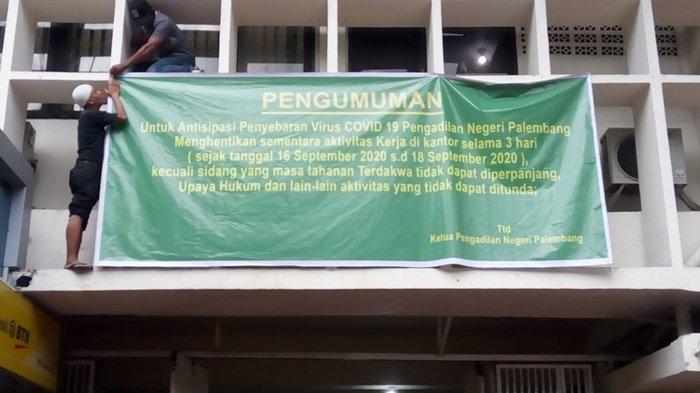 PENGUMUMAN
Untuk Antisipasi Penyebaran Virus COVID 19 Pengadilan Negeri Palembang
Menghentikan sementara aktivitas Kerja di kantor selama 3 hari
( sejak tanggal 16 September 2020 s.d 18 September 2020 ),
kecuali sidang yang masa tahanan Terdakwa tidak dapat diperpanjang,
Upaya Hukum dan lain-lain aktivitas yang tidak dapat ditunda;
Ttd
Ketua Pengadilan Negeri Palembang
BTN